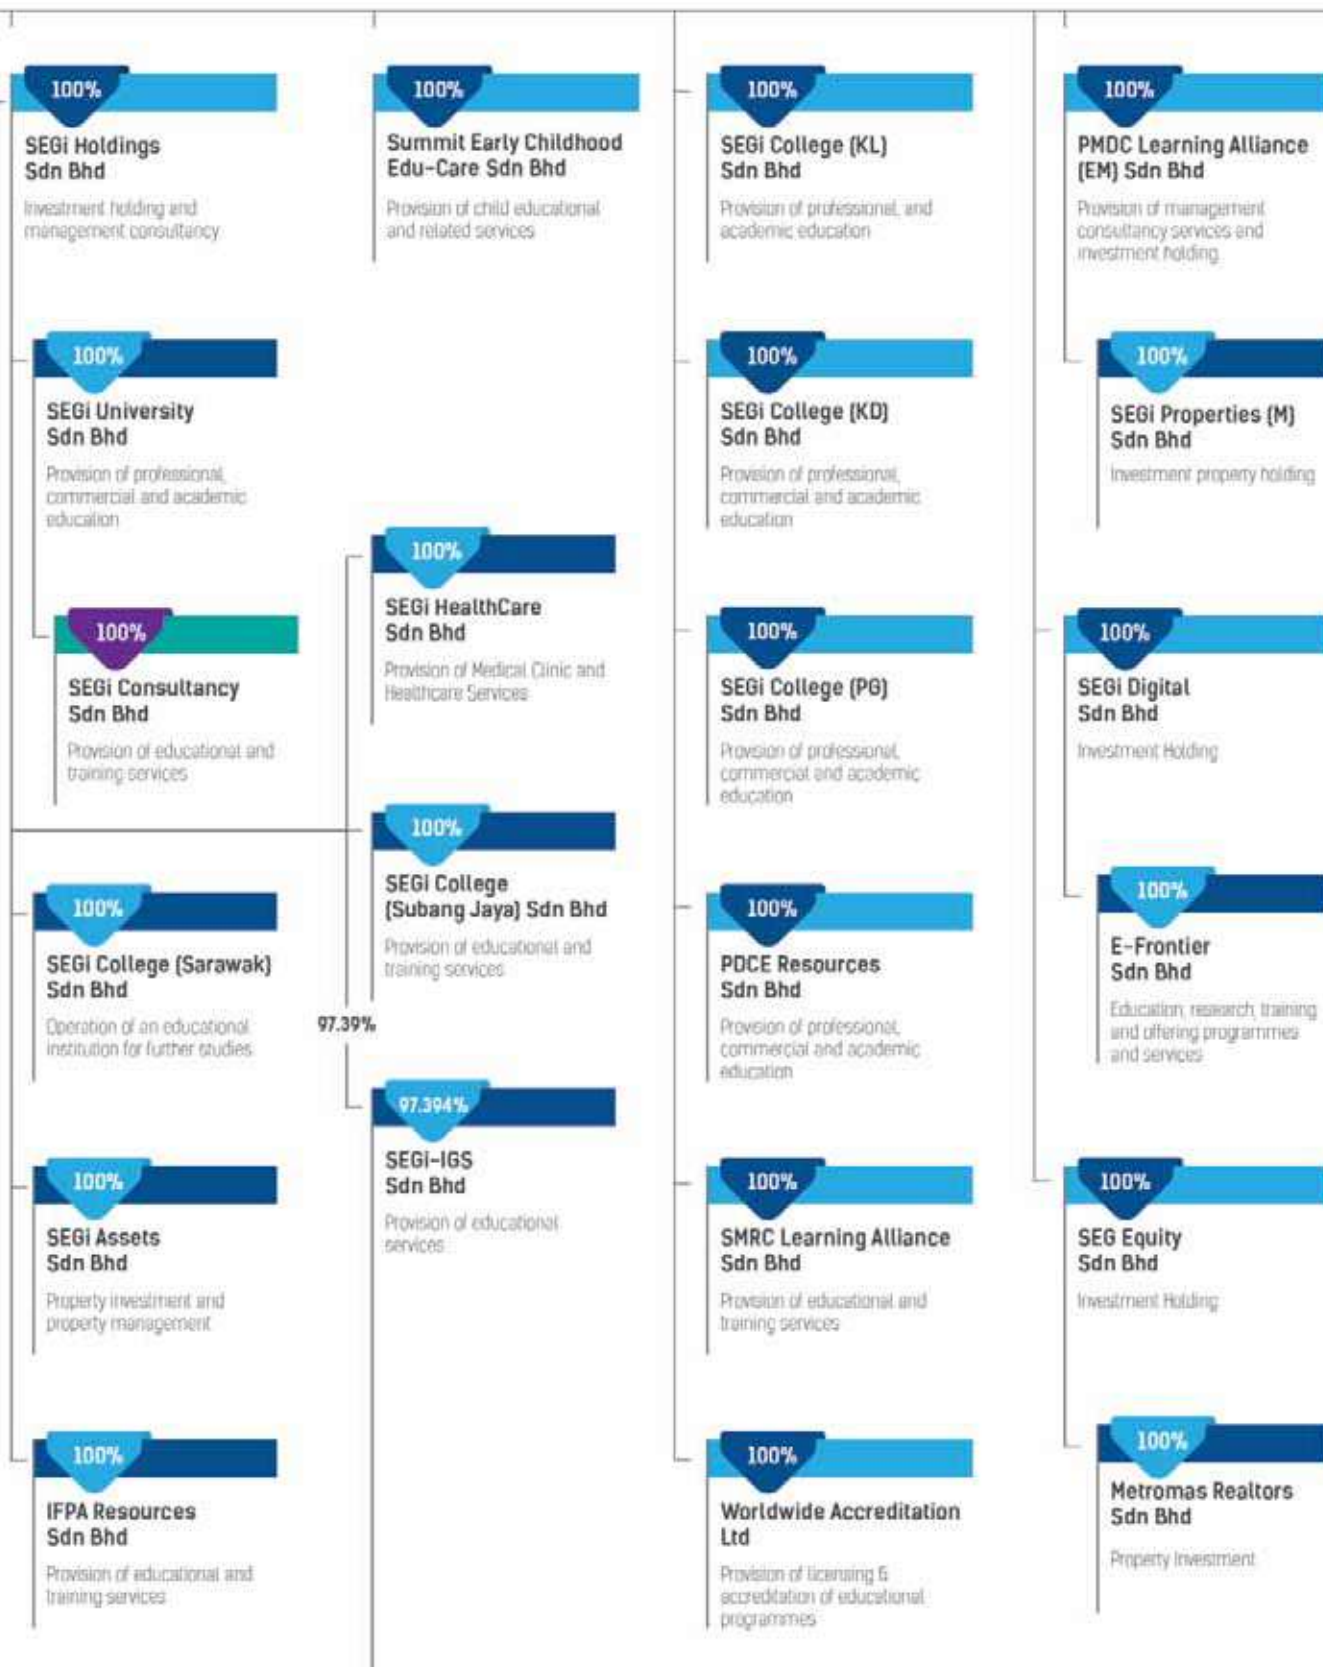 100%
SEGi Holdings
Sdn Bhd
Investment holding and
management consultancy
100%
SEGi University
Sdn Bhd
Provision of professional,
commercial and academic
education
100%
SEGi Consultancy
Sdn Bhd
Provision of educational and
training services
100%
SEGi College (Sarawak)
Sdn Bhd
Operation of an educational
institution for further studies
100%
SEGi Assets
Sdn Bhd
Property investment and
property management
100%
IFPA Resources
Sdn Bhd
Provision of educational and
training services
100%
Summit Early Childhood
Edu-Care Sdn Bhd
Provision of child educational
and related services
100%
SEGi HealthCare
Sdn Bhd
Provision of Medical Clinic and
Healthcare Services
100%
SEGi College
(Subang Jaya) Sdn Bhd
Provision of educational and
training services
97.39%
97.394%
SEGi-IGS
Sdn Bhd
Provision of educational
services
100%
SEGi College (KL)
Sdn Bhd
Provision of professional, and
academic education
100%
SEGi College (KD)
Sdn Bhd
Provision of professional,
commercial and academic
education
100%
SEGi College (PG)
Sdn Bhd
Provision of professional,
commercial and academic
education
100%
PDCE Resources
Sdn Bhd
Provision of professional,
commercial and academic
education
100%
SMRC Learning Alliance
Sdn Bhd
Provision of educational and
training services
100%
Worldwide Accreditation
Ltd
Provision of licensing &
accreditation of educational
programmes
100%
PMDC Learning Alliance
(EM) Sdn Bhd
Provision of management
consultancy services and
investment holding
100%
SEGi Properties (M)
Sdn Bhd
Investment property holding
100%
SEGi Digital
Sdn Bhd
Investment Holding
100%
E-Frontier
Sdn Bhd
Education, research, training
and offering programmes
and services
100%
SEG Equity
Sdn Bhd
Investment Holding
100%
Metromas Realtors
Sdn Bhd
Property Investment